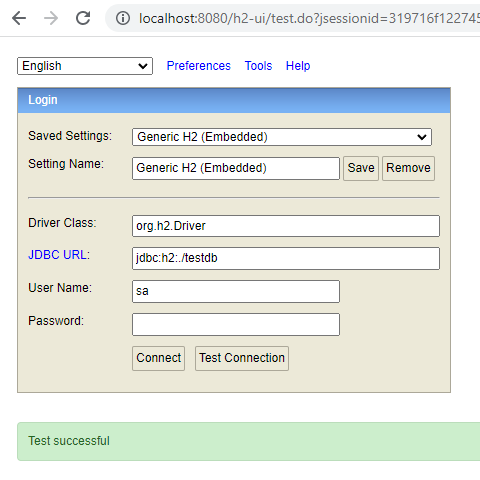 localhost:8080/h2-ui/test.do?jsessionid=319716f122745
English Preferences Tools Help
Login
Saved Settings: Generic H2 (Embedded)
Setting Name: Generic H2 (Embedded) Save Remove
Driver Class: org.h2.Driver
JDBC URL: jdbc:h2:./testdb
User Name: sa
Password:
Connect Test Connection
Test successful